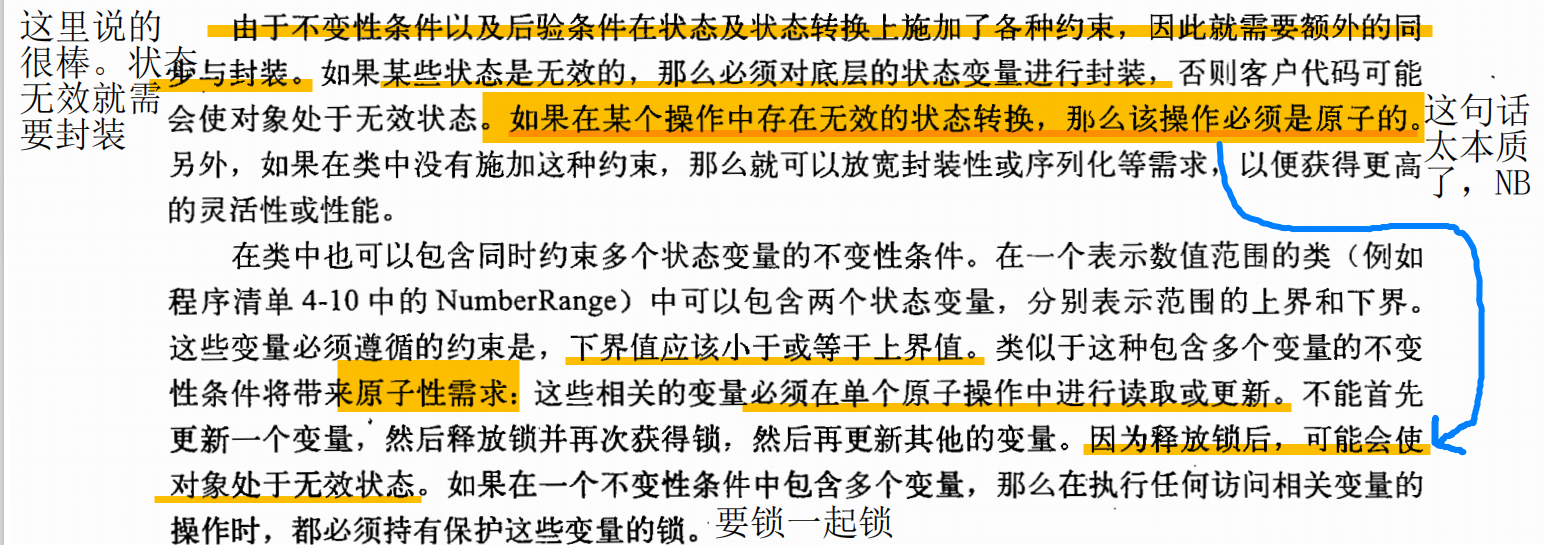 这里说的
很棒。状态
无效就需
要封装
由于不变性条件以及后验条件在状态及状态转换上施加了各种约束，因此就需要额外的同
步与封装。如果某些状态是无效的，那么必须对底层的状态变量进行封装，否则客户代码可能
会使对象处于无效状态。如果在某个操作中存在无效的状态转换，那么该操作必须是原子的。
另外，如果在类中没有施加这种约束，那么就可以放宽封装性或序列化等需求，以便获得更高
的灵活性或性能。
这句话
太本质
了，NB
在类中也可以包含同时约束多个状态变量的不变性条件。在一个表示数值范围的类（例如
程序清单 4-10 中的 NumberRange）中可以包含两个状态变量，分别表示范围的上界和下界。
这些变量必须遵循的约束是，下界值应该小于或等于上界值。类似于这种包含多个变量的不变
性条件将带来原子性需求：这些相关的变量必须在单个原子操作中进行读取或更新。不能首先
更新一个变量，然后释放锁并再次获得锁，然后再更新其他的变量。因为释放锁后，可能会使
对象处于无效状态。如果在一个不变性条件中包含多个变量，那么在执行任何访问相关变量的
操作时，都必须持有保护这些变量的锁。
要锁一起锁